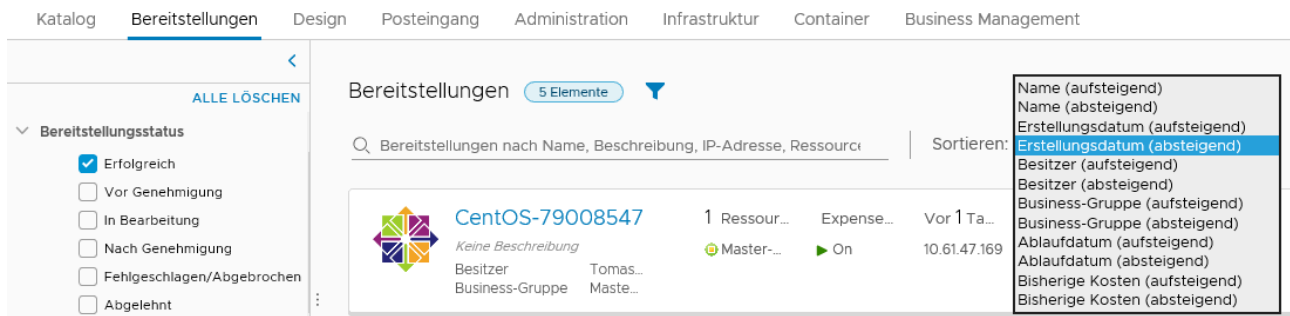 Katalog Bereitstellungen Design Posteingang Administration Infrastruktur Container Business Management
ALLE LÖSCHEN
Bereitstellungsstatus
Erfolgreich
Vor Genehmigung
In Bearbeitung
Nach Genehmigung
Fehlgeschlagen/Abgebrochen
Abgelehnt
Bereitstellungen 5 Elemente
Bereitstellungen nach Name, Beschreibung, IP-Adresse, Ressourc
Sortieren:
Name (aufsteigend)
Name (absteigend)
Erstellungsdatum (aufsteigend)
Erstellungsdatum (absteigend)
Besitzer (aufsteigend)
Besitzer (absteigend)
Business-Gruppe (aufsteigend)
Business-Gruppe (absteigend)
Ablaufdatum (aufsteigend)
Ablaufdatum (absteigend)
Bisherige Kosten (aufsteigend)
Bisherige Kosten (absteigend)
CentOS-79008547 1 Ressour... Expense... Vor 1 Ta...
Keine Beschreibung Master-... On 10.61.47.169
Besitzer Tomas...
Business-Gruppe Maste...